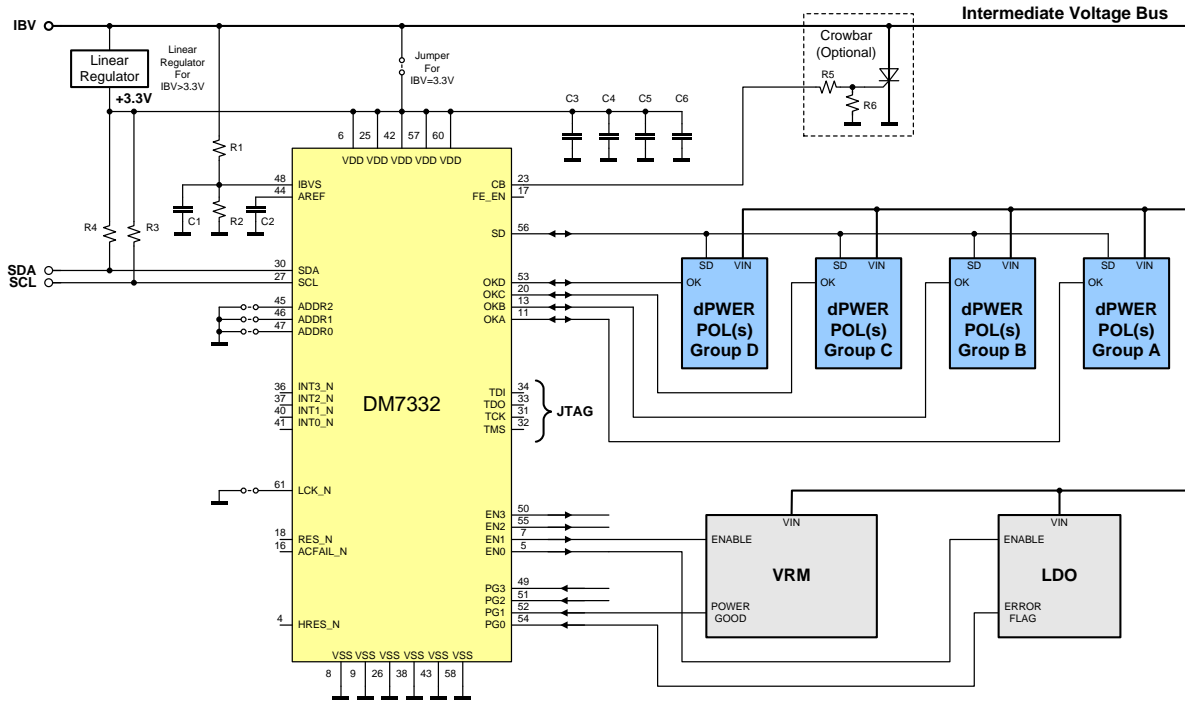 IBV
Intermediate Voltage Bus
Linear
Regulator
+3.3V
Linear
Regulator
For
IBV>3.3V
Jumper
For
IBV=3.3V
Crowbar
(Optional)
R5
R6
C3
C4
C5
C6
R1
R2
C1
C2
R4
R3
6
25
42
57
60
VDD
VDD
VDD
VDD
VDD
48
IBVS
44
AREF
SDA
SCL
30
SDA
27
SCL
45
ADDR2
46
ADDR1
47
ADDR0
36
INT3_N
37
INT2_N
40
INT1_N
41
INT0_N
61
LCK_N
18
RES_N
16
ACFAIL_N
4
HRES_N
DM7332
CB
23
FE_EN
17
SD
56
OKD
53
OKC
20
OKB
13
OKA
11
TDI
34
TDO
33
TCK
31
TMS
32
JTAG
EN3
50
EN2
55
EN1
7
EN0
5
PG3
49
PG2
51
PG1
52
PG0
54
VSS
VSS
VSS
VSS
VSS
VSS
8
9
26
38
43
58
SD
VIN
OK
dPWER
POL(s)
Group D
SD
VIN
OK
dPWER
POL(s)
Group C
SD
VIN
OK
dPWER
POL(s)
Group B
SD
VIN
OK
dPWER
POL(s)
Group A
VIN
ENABLE
VRM
POWER
GOOD
VIN
ENABLE
LDO
ERROR
FLAG